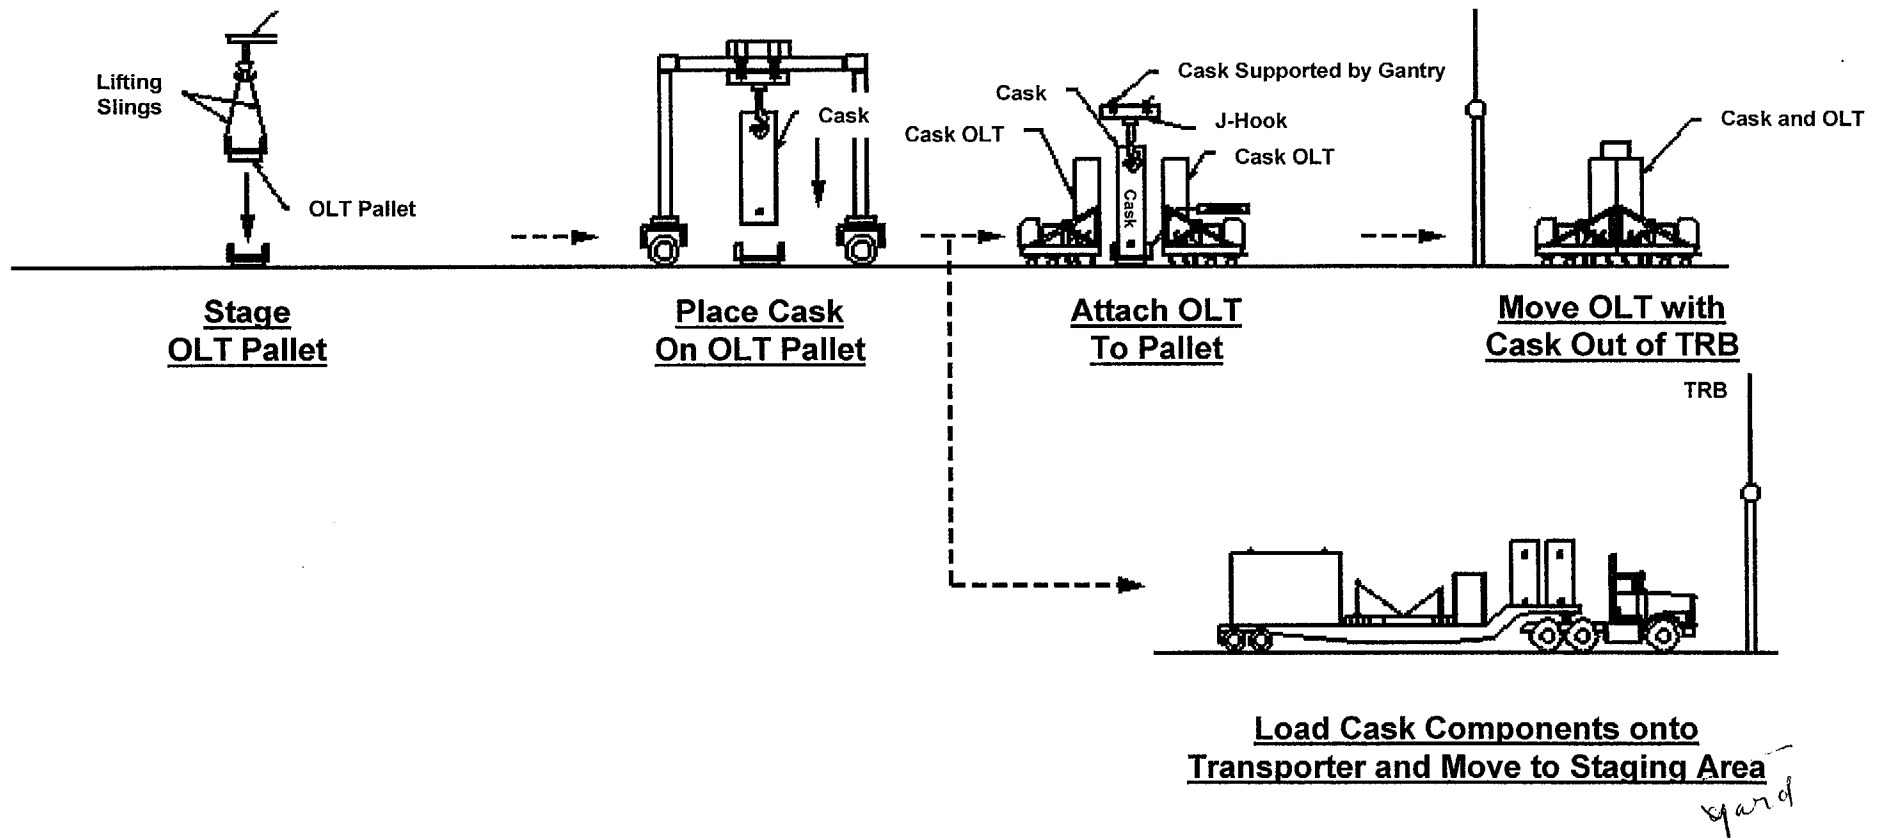 Lifting
Slings
OLT Pallet
Stage
OLT Pallet
Cask
Place Cask
On OLT Pallet
Cask Supported by Gantry
Cask
J-Hook
Cask OLT
Cask OLT
Cask
Attach OLT
To Pallet
Cask and OLT
Move OLT with
Cask Out of TRB
TRB
Load Cask Components onto
Transporter and Move to Staging Area
yard